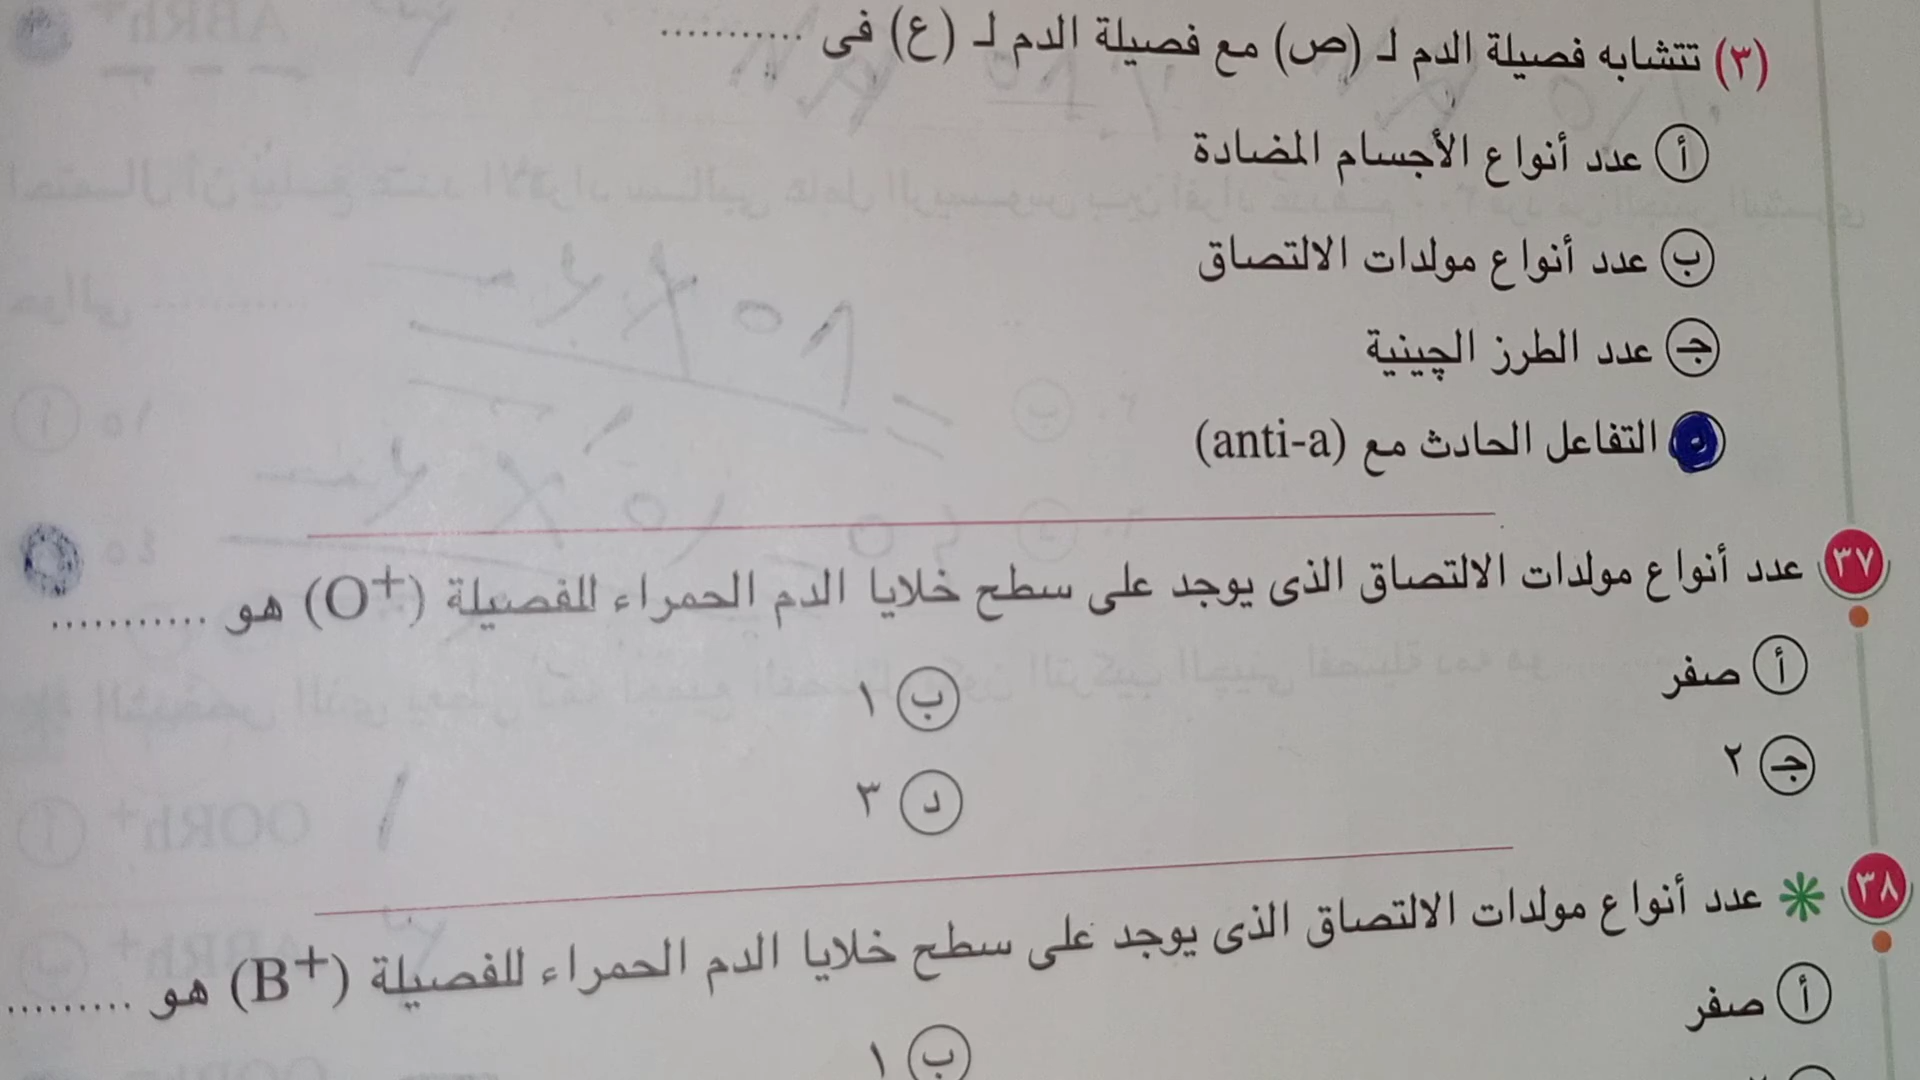 (٣) تتشابه فصيلة الدم لـ (ص) مع فصيلة الدم لـ (ع) فى ...........
أ عدد أنواع الأجسام المضادة
ب عدد أنواع مولدات الالتصاق
جـ عدد الطرز الچينية
د التفاعل الحادث مع (anti-a)
٣٧ عدد أنواع مولدات الالتصاق الذى يوجد على سطح خلايا الدم الحمراء للفصيلة (O+) هو ...........
أ صفر ب ١
جـ ٢ د ٣
٣٨ * عدد أنواع مولدات الالتصاق الذى يوجد على سطح خلايا الدم الحمراء للفصيلة (B+) هو .........
أ صفر ب ١